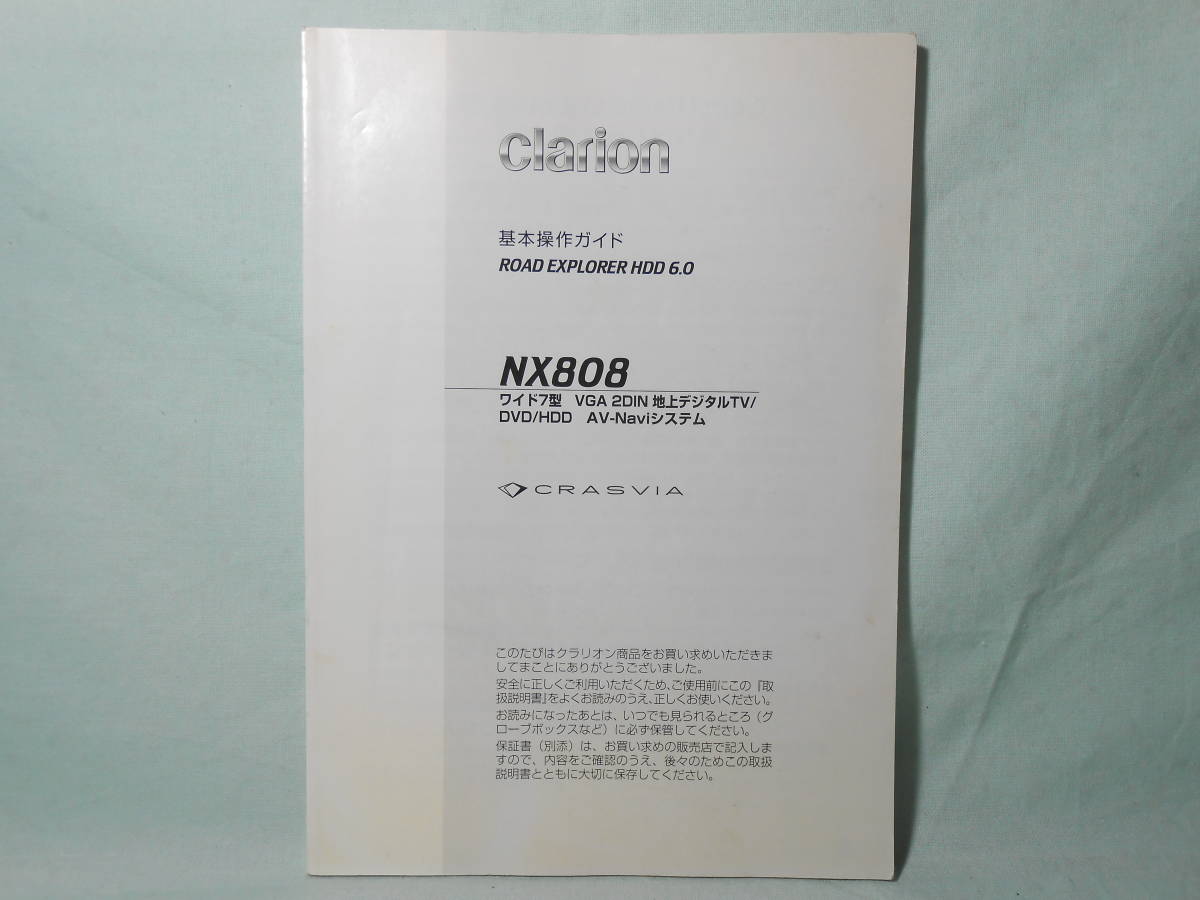 clarion
基本操作ガイド
ROAD EXPLORER HDD 6.0
NX808
ワイド7型 VGA 2DIN 地上デジタルTV/
DVD/HDD AV-Naviシステム
CRASVIA
このたびはクラリオン商品をお買い求めいただきま
してまことにありがとうございました。
安全に正しくご利用いただくため、ご使用前にこの『取
扱説明書』をよくお読みのうえ、正しくお使いください。
お読みになったあとは、いつでも見られるところ（グ
ローブボックスなど）に必ず保管してください。
保証書（別添）は、お買い求めの販売店で記入しま
すので、内容をご確認のうえ、後々のためこの取扱
説明書とともに大切に保存してください。